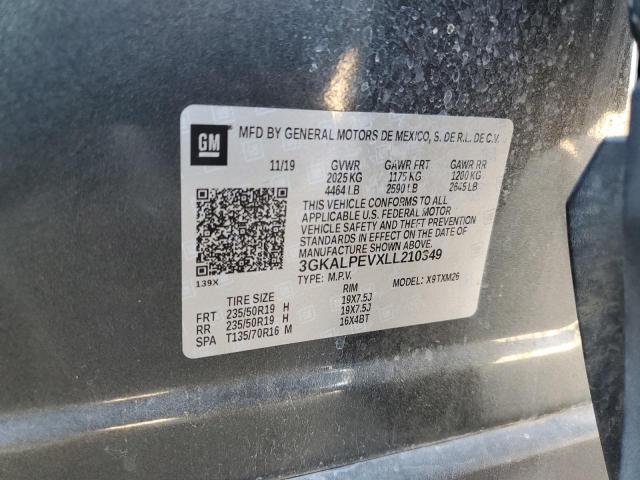 GM
MFD BY GENERAL MOTORS DE MEXICO, S. DE R.L. DE C.V.
11/19 GVWR GAWR FRT GAWR RR
2025 KG 1175 KG 1200 KG
4464 LB 2590 LB 2645 LB
THIS VEHICLE CONFORMS TO ALL
APPLICABLE U.S. FEDERAL MOTOR
VEHICLE SAFETY AND THEFT
PREVENTION STANDARDS IN EFFECT ON THE DATE OF
MANUFACTURE SHOWN ABOVE.
3GKALPEVXLL210349
139X TYPE: M.P.V. MODEL: X9TXM26
TIRE SIZE RIM
FRT 235/50R19 H 19X7.5J
RR 235/50R19 H 19X7.5J
SPA T135/70R16 M 16X4BT